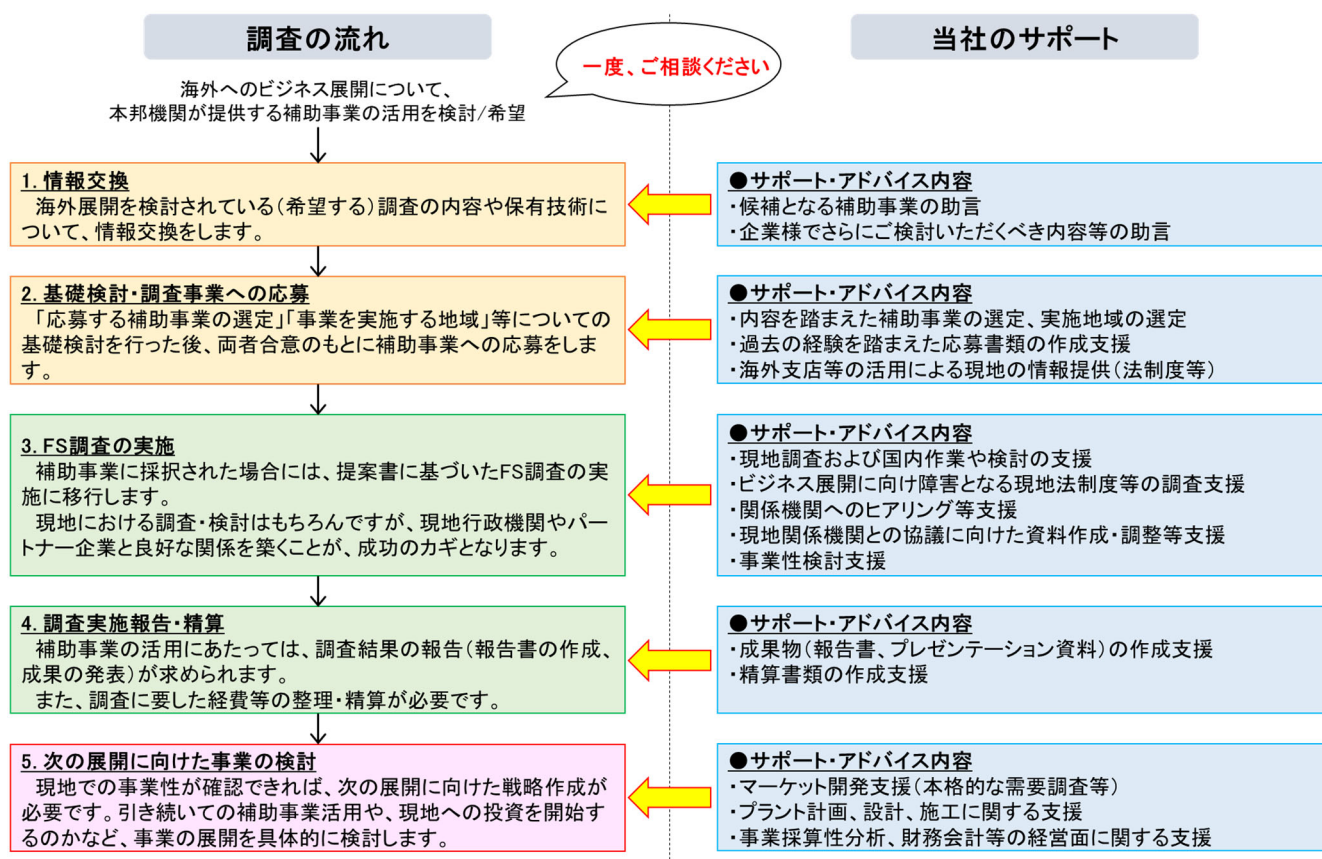 調査の流れ
当社のサポート
一度、ご相談ください
海外へのビジネス展開について、
本邦機関が提供する補助事業の活用を検討/希望
1. 情報交換
海外展開を検討されている(希望する)調査の内容や保有技術に
ついて、情報交換をします。
●サポート・アドバイス内容
・候補となる補助事業の助言
・企業様でさらにご検討いただくべき内容等の助言
2. 基礎検討・調査事業への応募
「応募する補助事業の選定」「事業を実施する地域」等についての
基礎検討を行った後、両者合意のもとに補助事業への応募をしま
す。
●サポート・アドバイス内容
・内容を踏まえた補助事業の選定、実施地域の選定
・過去の経験を踏まえた応募書類の作成支援
・海外支店等の活用による現地の情報提供(法制度等)
3. FS調査の実施
補助事業に採択された場合には、提案書に基づいたFS調査の実
施に移行します。
現地における調査・検討はもちろんですが、現地行政機関やパー
トナー企業と良好な関係を築くことが、成功のカギとなります。
●サポート・アドバイス内容
・現地調査および国内作業や検討の支援
・ビジネス展開に向け障害となる現地法制度等の調査支援
・関係機関へのヒアリング等支援
・現地関係機関との協議に向けた資料作成・調整等支援
・事業性検討支援
4. 調査実施報告・精算
補助事業の活用にあたっては、調査結果の報告(報告書の作成、
成果の発表)が求められます。
また、調査に要した経費等の整理・精算が必要です。
●サポート・アドバイス内容
・成果物(報告書、プレゼンテーション資料)の作成支援
・精算書類の作成支援
5. 次の展開に向けた事業の検討
現地での事業性が確認できれば、次の展開に向けた戦略作成が
必要です。引き続いての補助事業活用や、現地への投資を開始す
るのかなど、事業の展開を具体的に検討します。
●サポート・アドバイス内容
・マーケット開発支援(本格的な需要調査等)
・プラント計画、設計、施工に関する支援
・事業採算性分析、財務会計等の経営面に関する支援